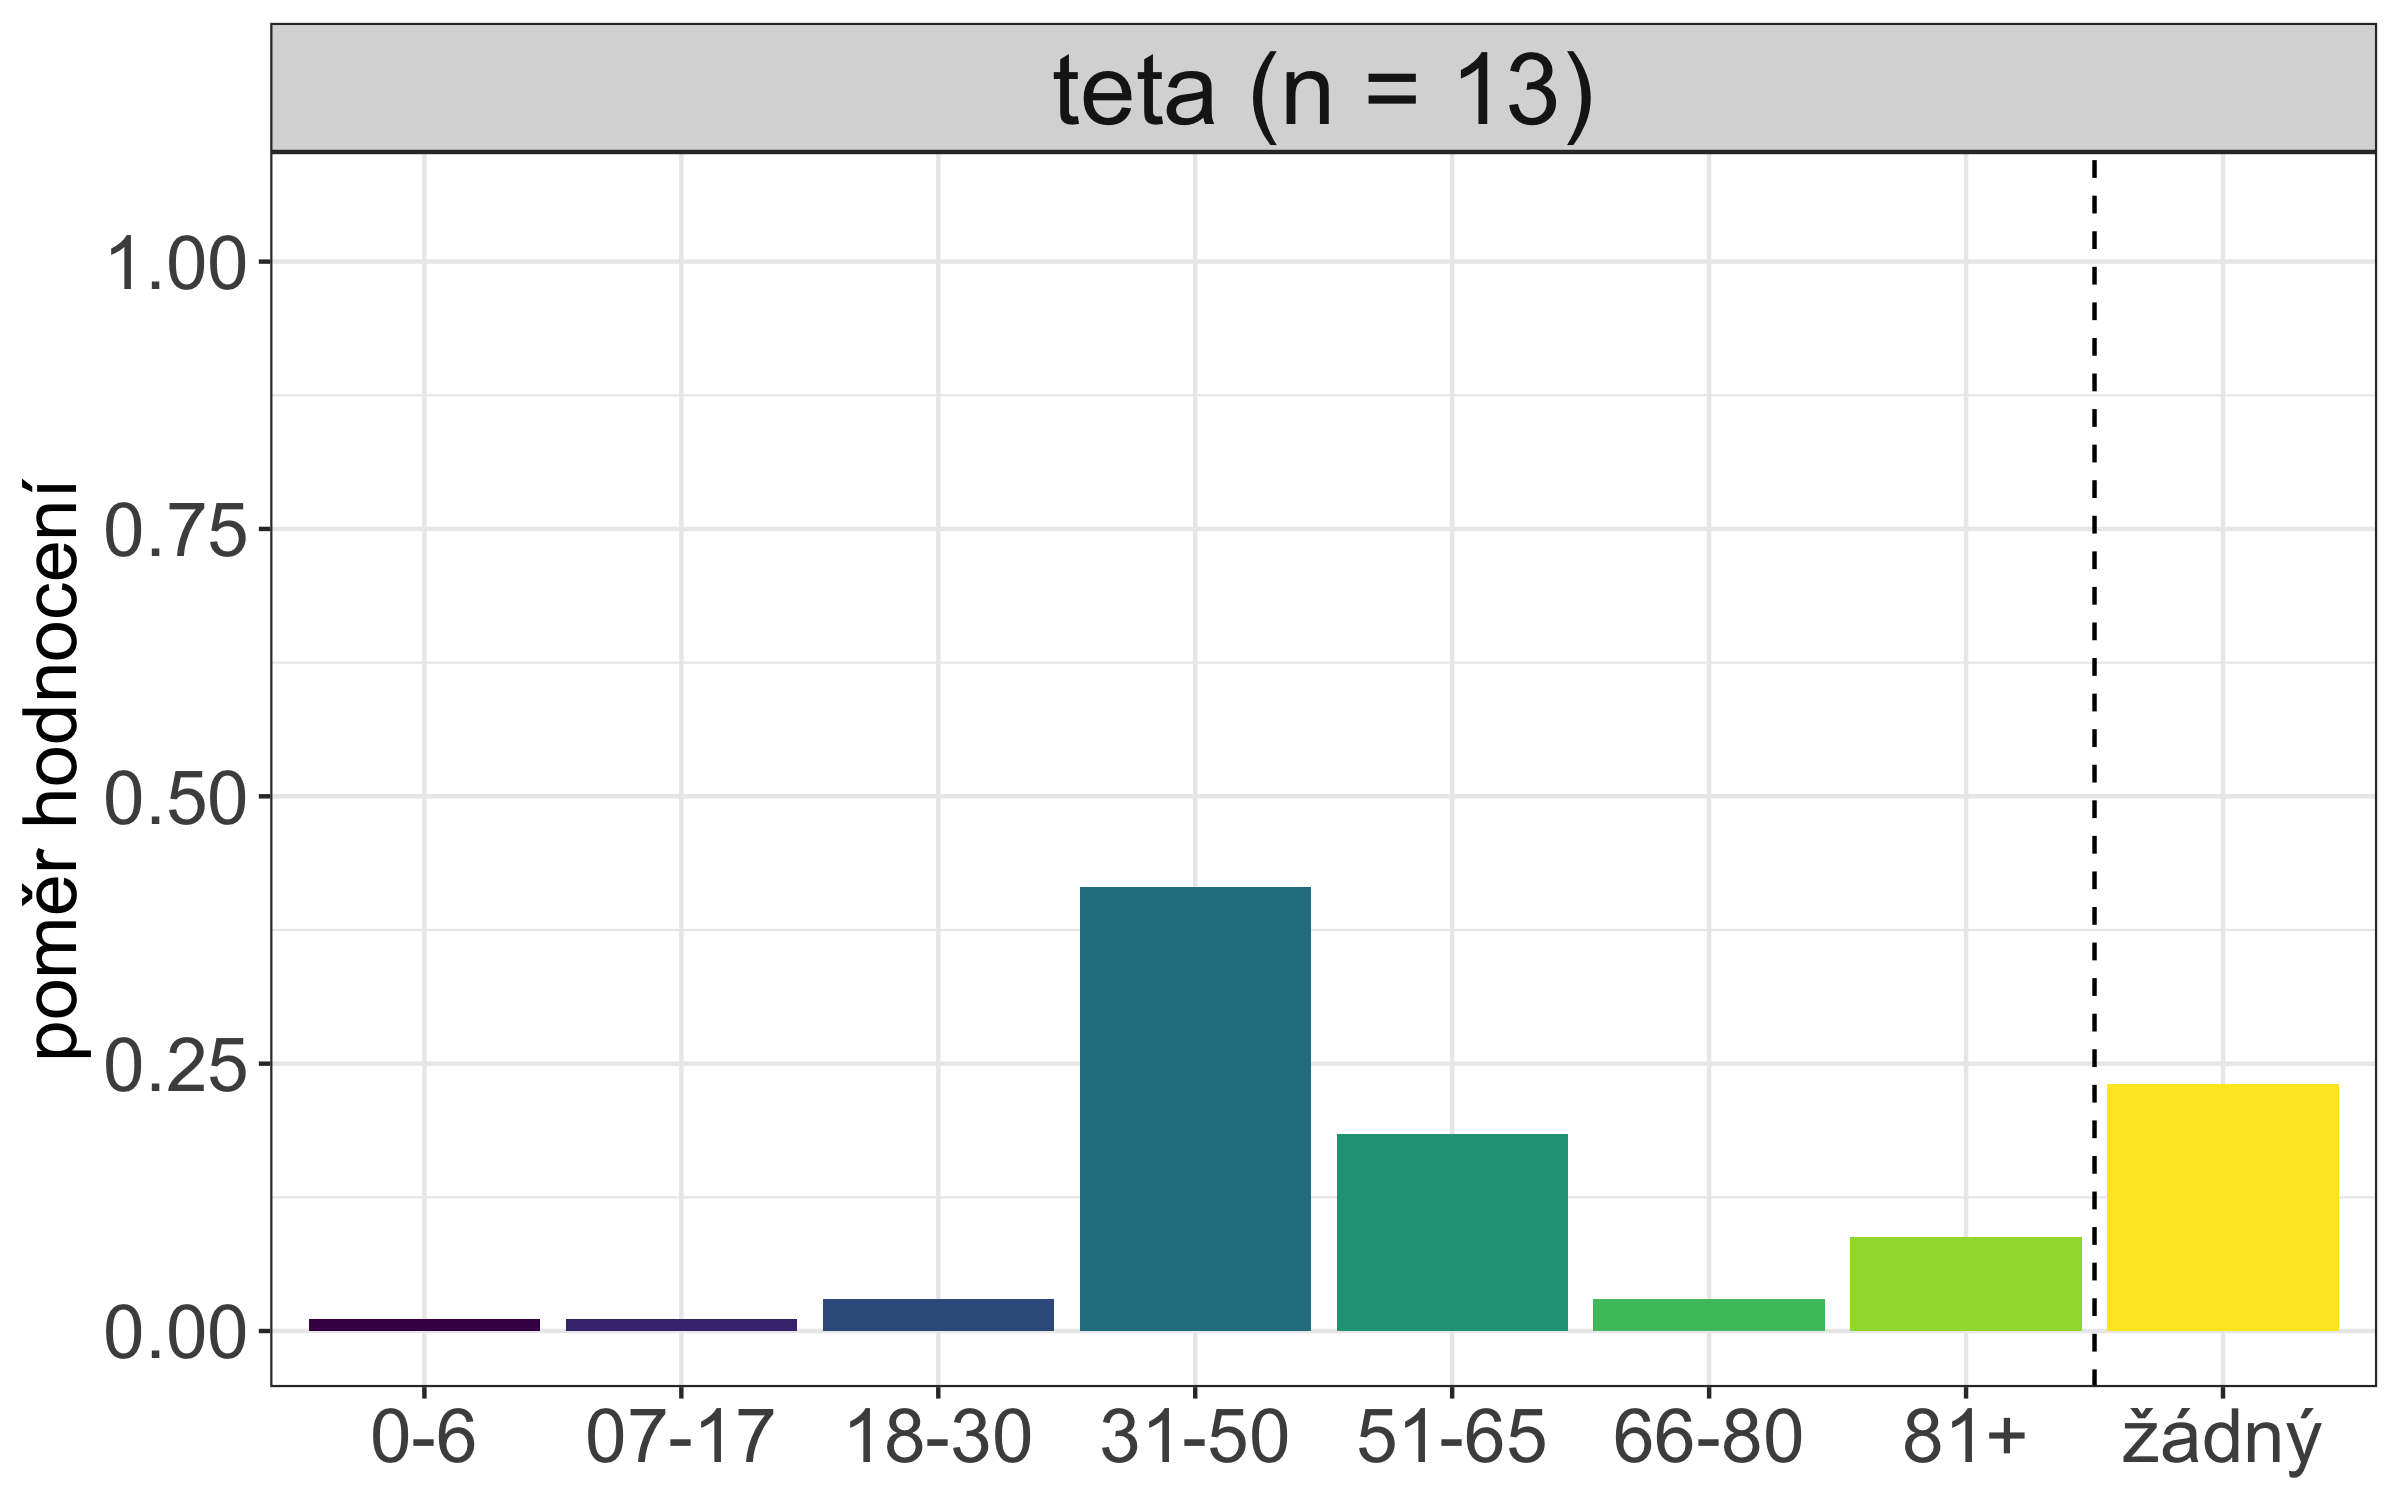 teta (n = 13)
poměr hodnocení
1.00
0.75
0.50
0.25
0.00
0-6 07-17 18-30 31-50 51-65 66-80 81+ žádný